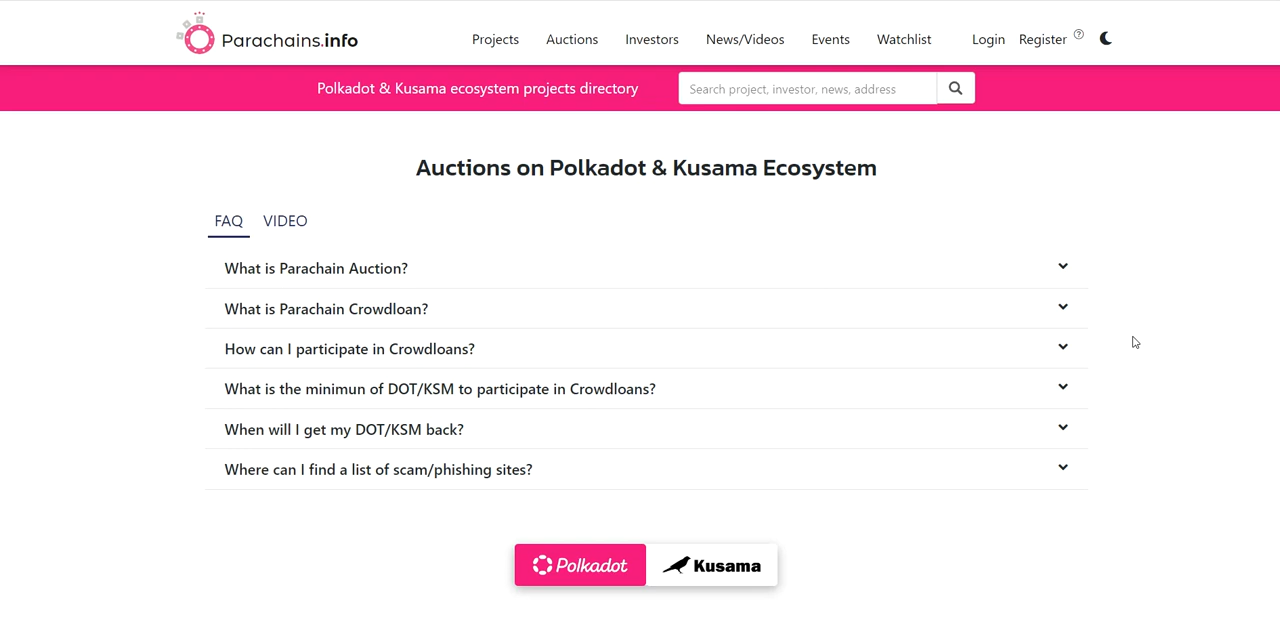 Parachains.info
Projects Auctions Investors News/Videos Events Watchlist Login Register ?
Polkadot & Kusama ecosystem projects directory
Search project, investor, news, address
Auctions on Polkadot & Kusama Ecosystem
FAQ VIDEO
What is Parachain Auction?
What is Parachain Crowdloan?
How can I participate in Crowdloans?
What is the minimun of DOT/KSM to participate in Crowdloans?
When will I get my DOT/KSM back?
Where can I find a list of scam/phishing sites?
Polkadot Kusama